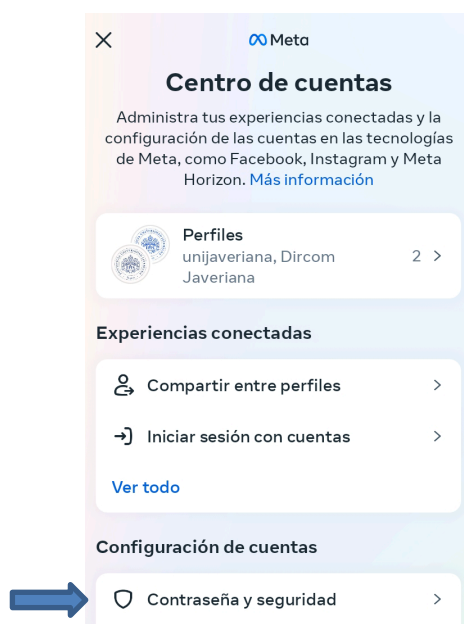 Meta
Centro de cuentas
Administra tus experiencias conectadas y la
configuración de las cuentas en las tecnologías
de Meta, como Facebook, Instagram y Meta
Horizon. Más información
Perfiles
unijaveriana, Dircom
Javeriana
2
Experiencias conectadas
Compartir entre perfiles
Iniciar sesión con cuentas
Ver todo
Configuración de cuentas
Contraseña y seguridad